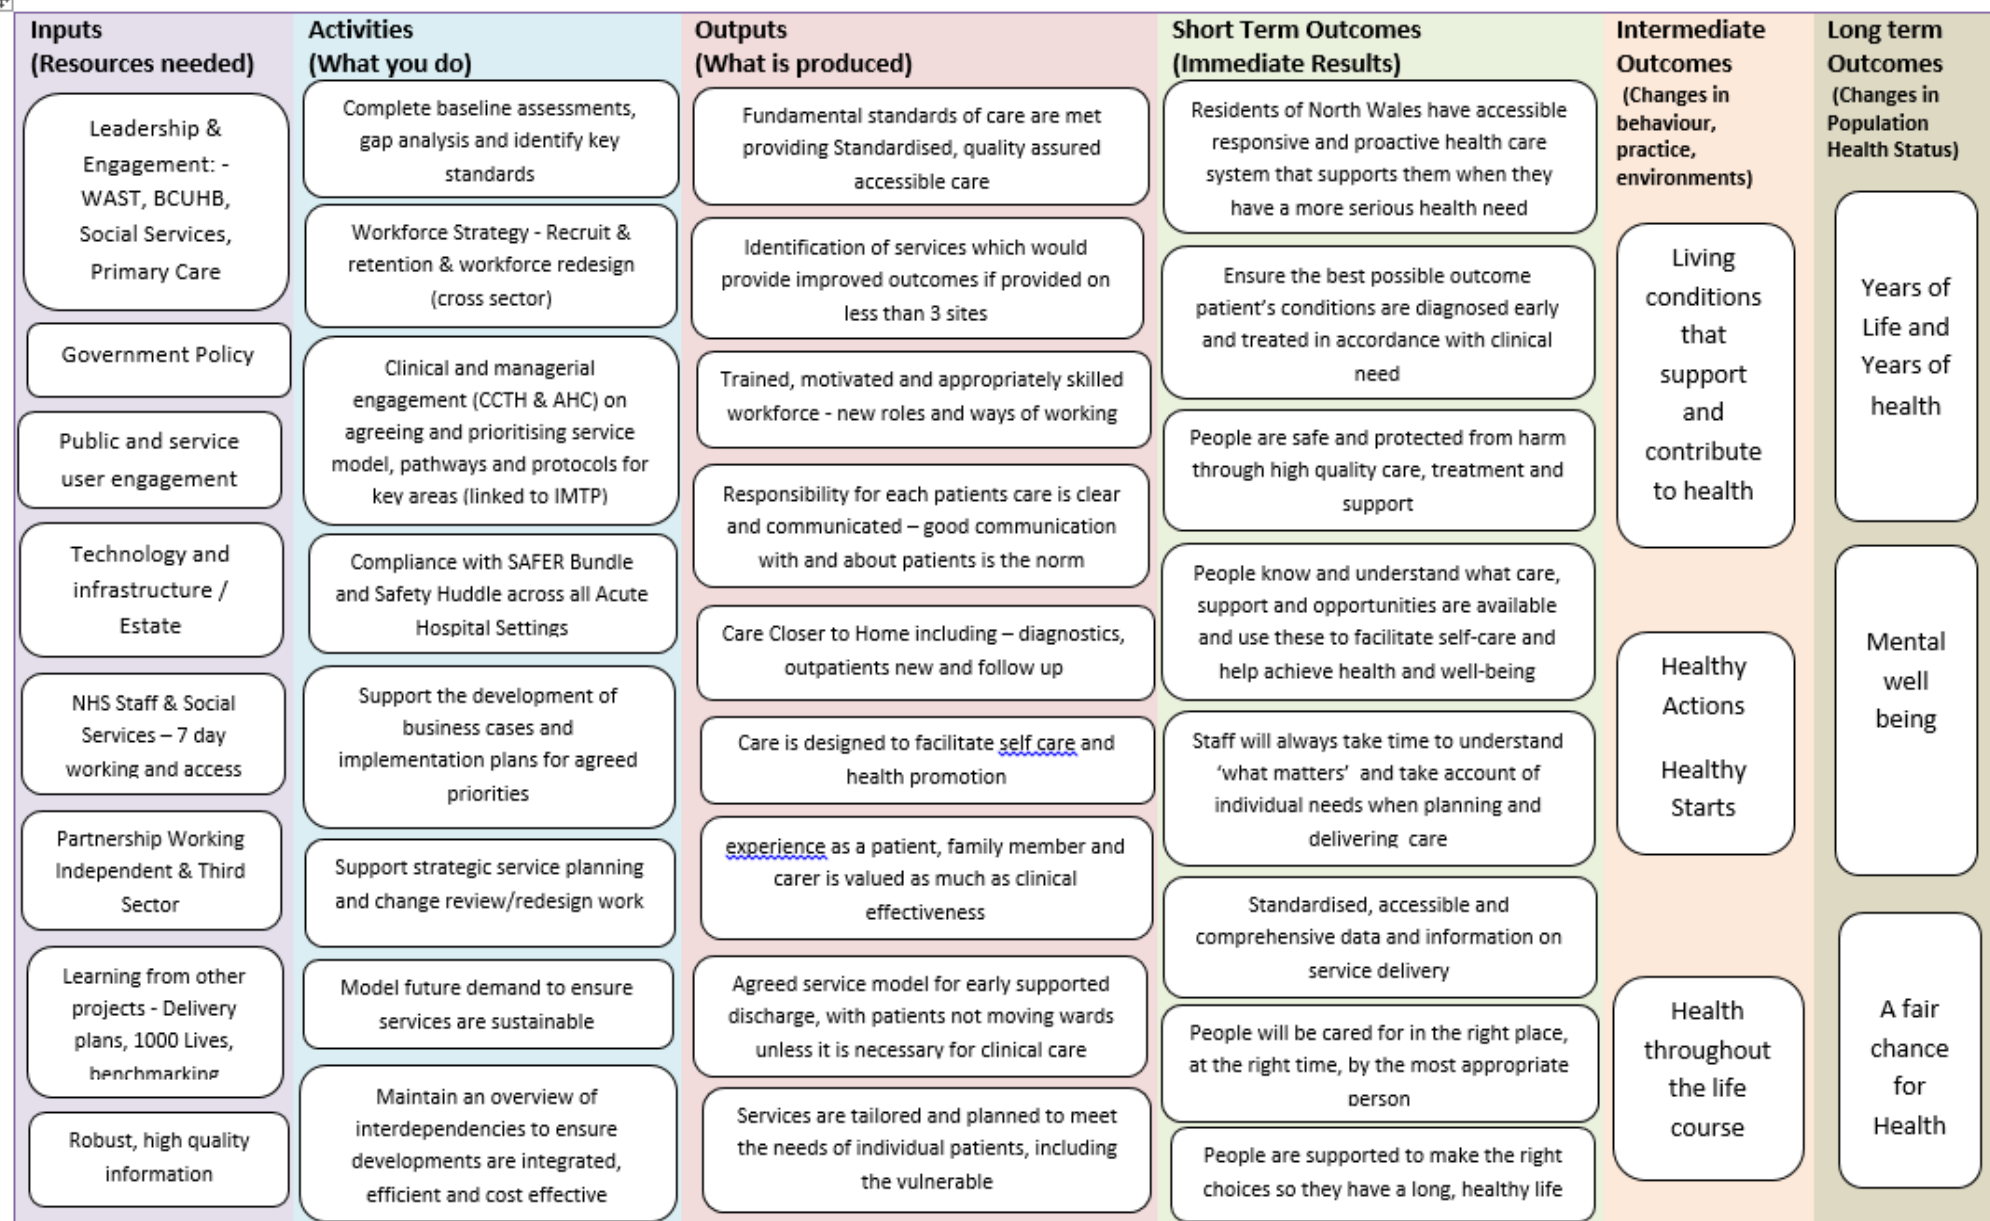 Inputs
(Resources needed)
Leadership &
Engagement: -
WAST, BCUHB,
Social Services,
Primary Care
Government Policy
Public and service
user engagement
Technology and
infrastructure /
Estate
NHS Staff & Social
Services – 7 day
working and access
Partnership Working
Independent & Third
Sector
Learning from other
projects - Delivery
plans, 1000 Lives,
benchmarking
Robust, high quality
information
Activities
(What you do)
Complete baseline assessments,
gap analysis and identify key
standards
Workforce Strategy - Recruit &
retention & workforce redesign
(cross sector)
Clinical and managerial
engagement (CCTH & AHC) on
agreeing and prioritising service
model, pathways and protocols for
key areas (linked to IMTP)
Compliance with SAFER Bundle
and Safety Huddle across all Acute
Hospital Settings
Support the development of
business cases and
implementation plans for agreed
priorities
Support strategic service planning
and change review/redesign work
Model future demand to ensure
services are sustainable
Maintain an overview of
interdependencies to ensure
developments are integrated,
efficient and cost effective
Outputs
(What is produced)
Fundamental standards of care are met
providing Standardised, quality assured
accessible care
Identification of services which would
provide improved outcomes if provided on
less than 3 sites
Trained, motivated and appropriately skilled
workforce - new roles and ways of working
Responsibility for each patients care is clear
and communicated – good communication
with and about patients is the norm
Care Closer to Home including – diagnostics,
outpatients new and follow up
Care is designed to facilitate self care and
health promotion
experience as a patient, family member and
carer is valued as much as clinical
effectiveness
Agreed service model for early supported
discharge, with patients not moving wards
unless it is necessary for clinical care
Services are tailored and planned to meet
the needs of individual patients, including
the vulnerable
Short Term Outcomes
(Immediate Results)
Residents of North Wales have accessible
responsive and proactive health care
system that supports them when they
have a more serious health need
Ensure the best possible outcome
patient's conditions are diagnosed early
and treated in accordance with clinical
need
People are safe and protected from harm
through high quality care, treatment and
support
People know and understand what care,
support and opportunities are available
and use these to facilitate self-care and
help achieve health and well-being
Staff will always take time to understand
‘what matters’ and take account of
individual needs when planning and
delivering care
Standardised, accessible and
comprehensive data and information on
service delivery
People will be cared for in the right place,
at the right time, by the most appropriate
person
People are supported to make the right
choices so they have a long, healthy life
Intermediate
Outcomes
(Changes in
behaviour,
practice,
environments)
Living
conditions
that
support
and
contribute
to health
Healthy
Actions
Healthy
Starts
Health
throughout
the life
course
Long term
Outcomes
(Changes in
Population
Health Status)
Years of
Life and
Years of
health
Mental
well
being
A fair
chance
for
Health